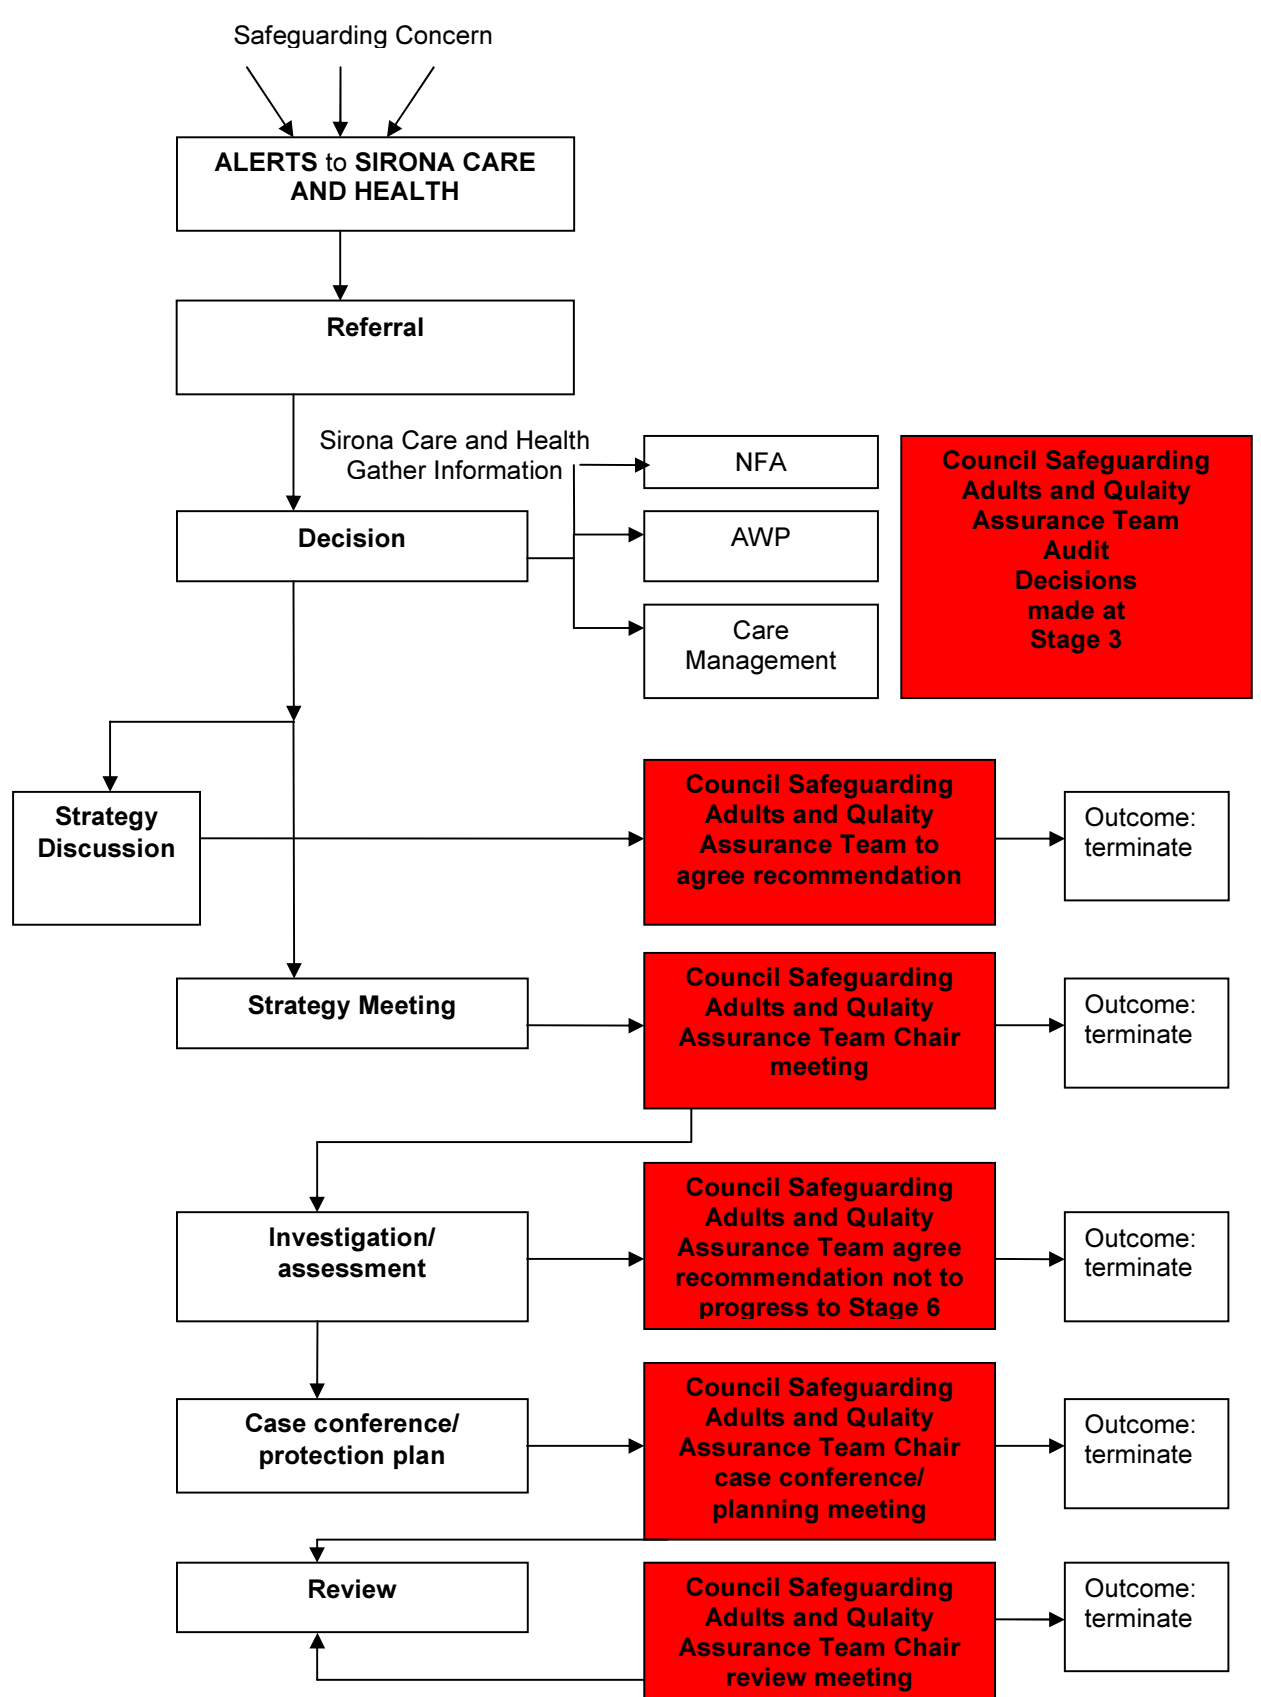 Safeguarding Concern
ALERTS to SIRONA CARE
AND HEALTH
Referral
Sirona Care and Health
Gather Information
NFA
Council Safeguarding
Adults and Qulaity
Assurance Team
Audit
Decisions
made at
Stage 3
Decision
AWP
Care
Management
Strategy
Discussion
Council Safeguarding
Adults and Qulaity
Assurance Team to
agree recommendation
Outcome:
terminate
Strategy Meeting
Council Safeguarding
Adults and Qulaity
Assurance Team Chair
meeting
Outcome:
terminate
Investigation/
assessment
Council Safeguarding
Adults and Qulaity
Assurance Team agree
recommendation not to
progress to Stage 6
Outcome:
terminate
Case conference/
protection plan
Council Safeguarding
Adults and Qulaity
Assurance Team Chair
case conference/
planning meeting
Outcome:
terminate
Review
Council Safeguarding
Adults and Qulaity
Assurance Team Chair
review meeting
Outcome:
terminate